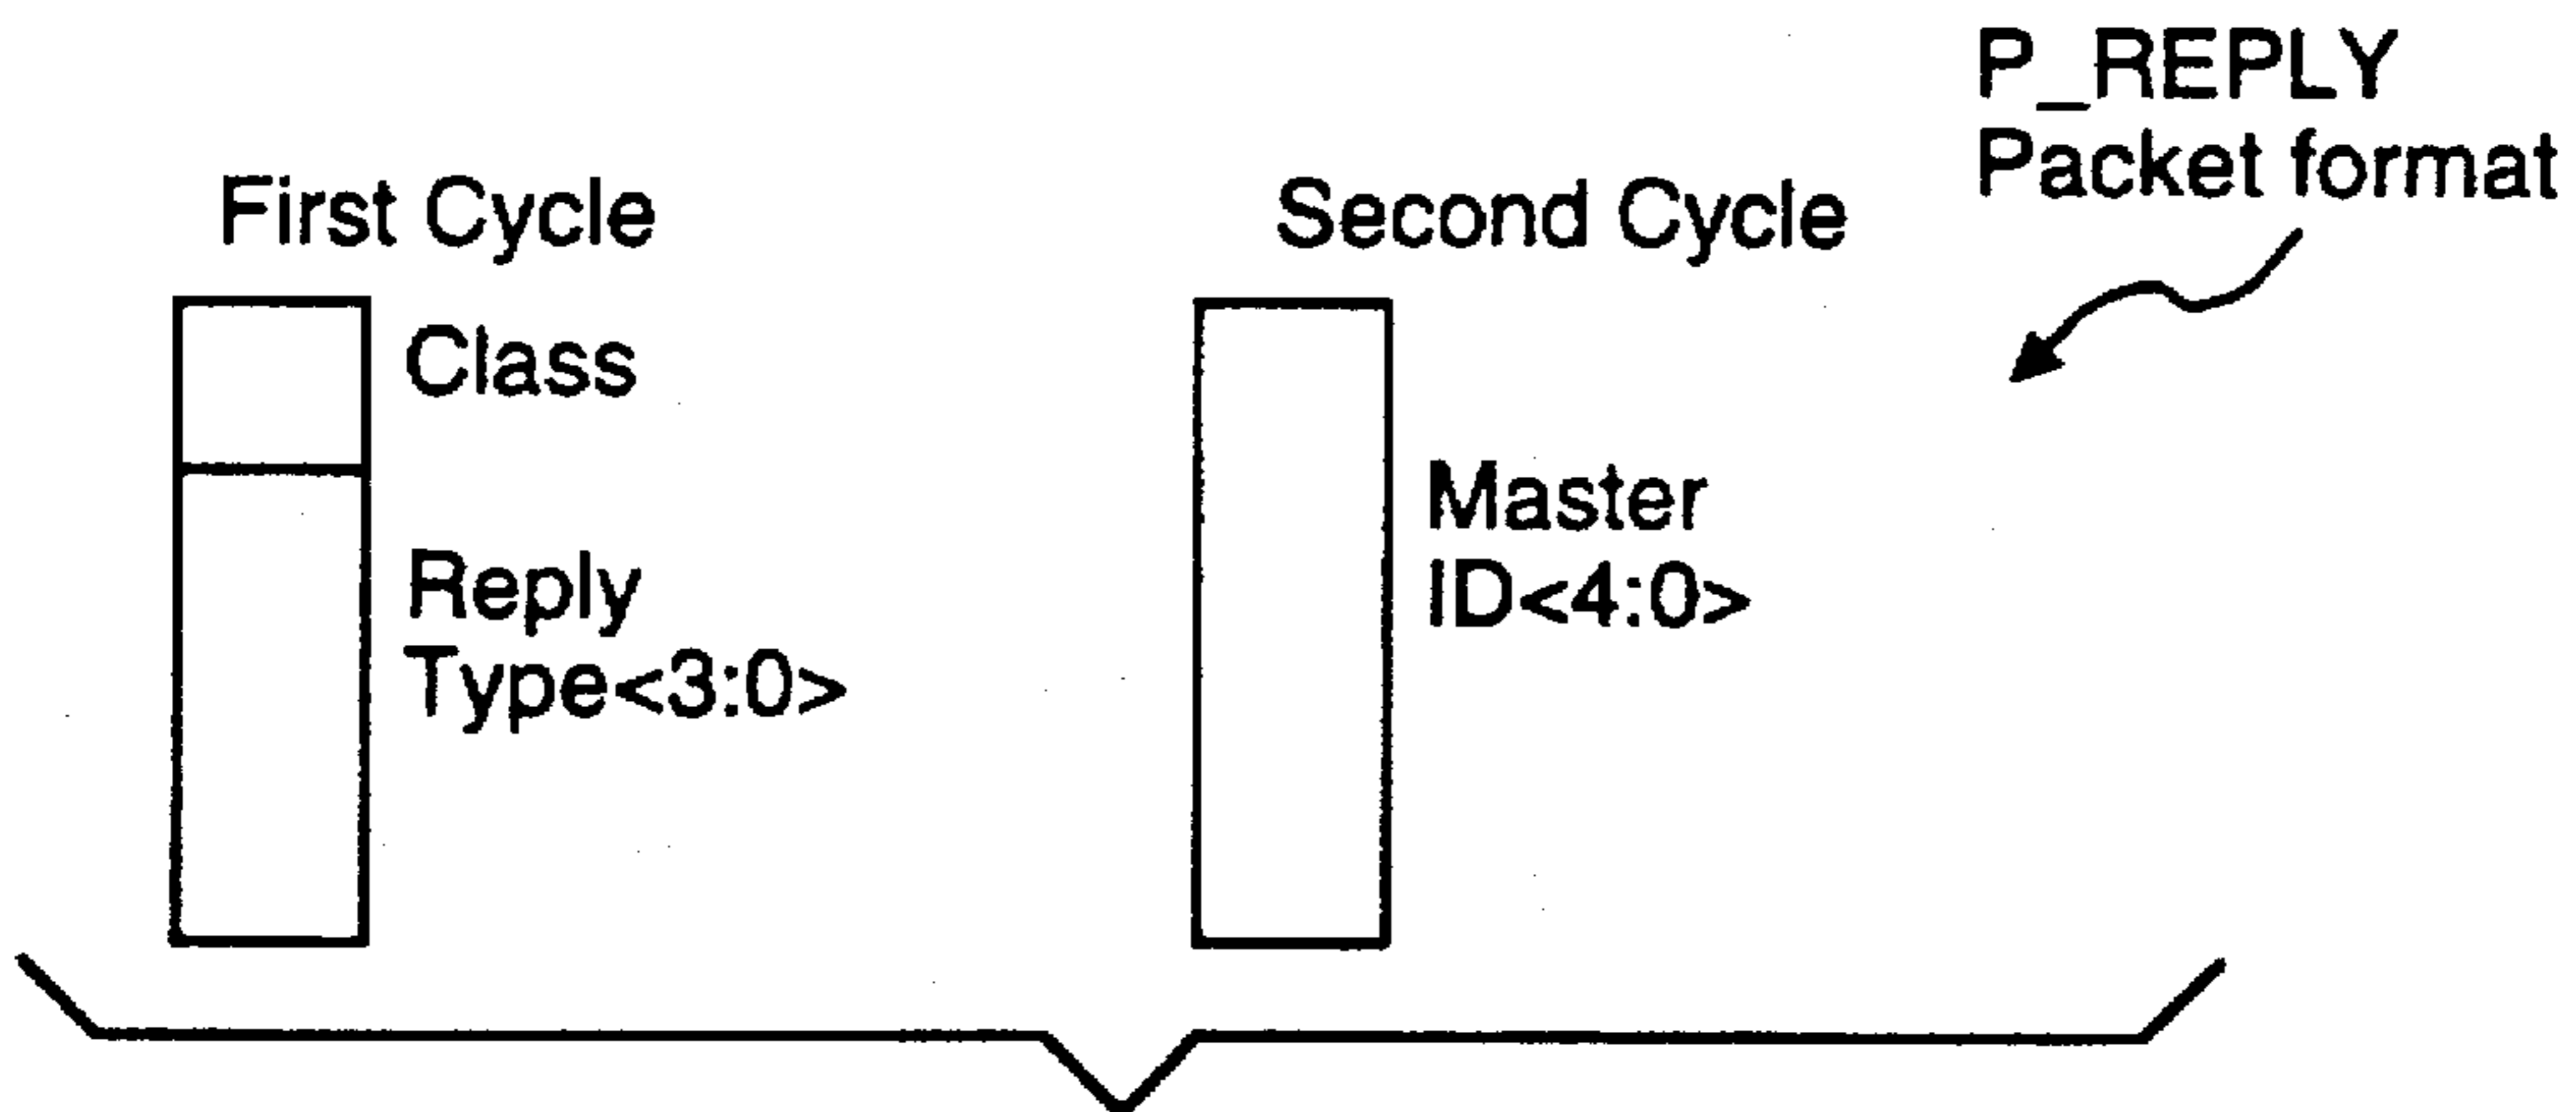 P_REPLY
Packet format
First Cycle
Second Cycle
Class
Reply
Type<3:0>
Master
ID<4:0>